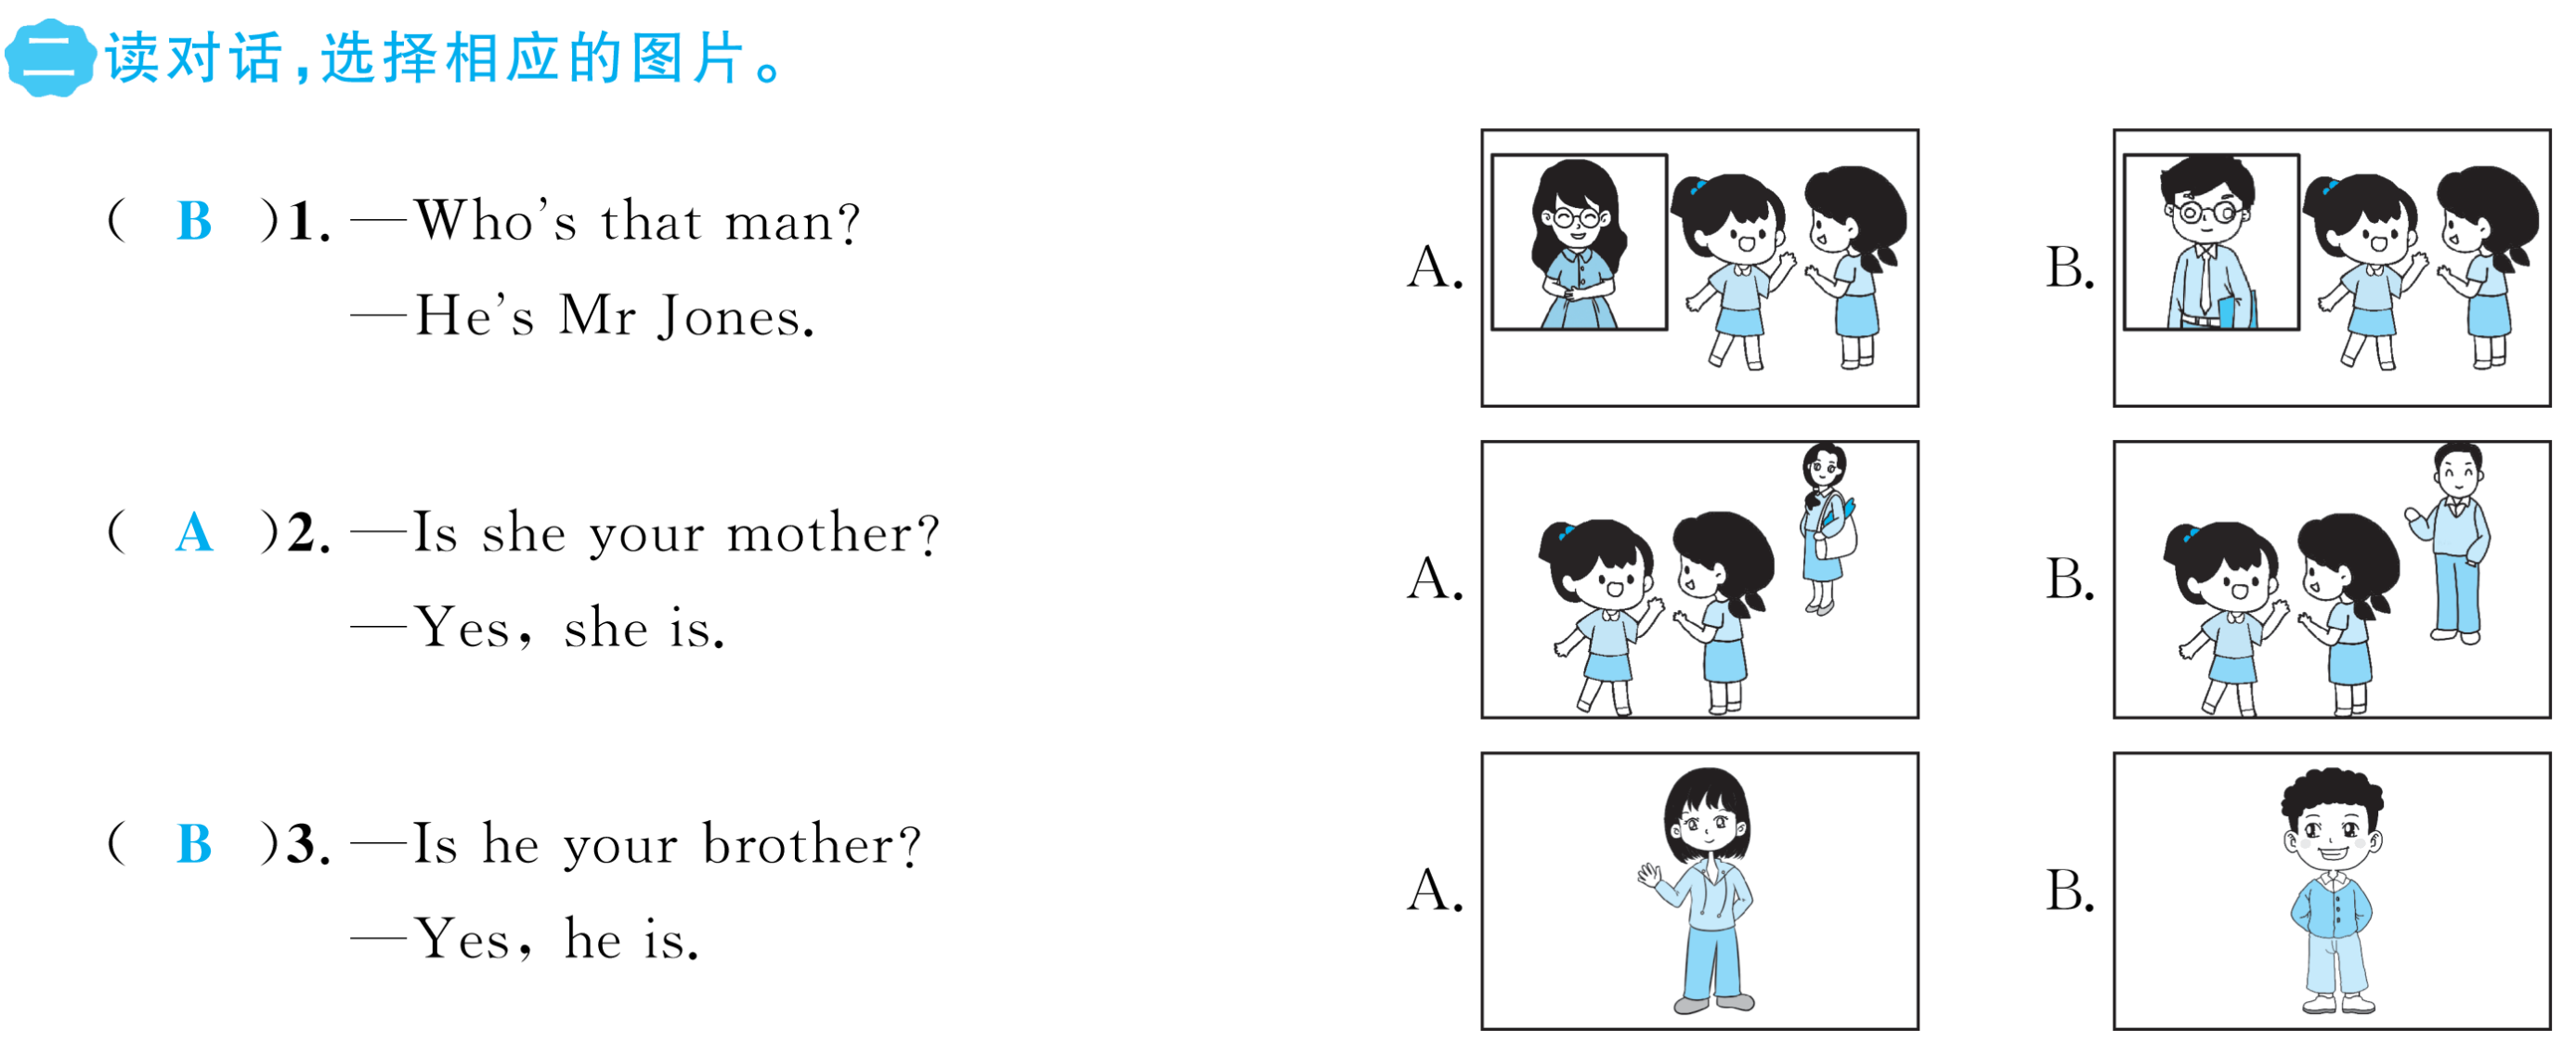 二 读对话,选择相应的图片。
( B )1. —Who's that man?
—He's Mr Jones.
A.
B.
( A )2. —Is she your mother?
—Yes, she is.
A.
B.
( B )3. —Is he your brother?
—Yes, he is.
A.
B.